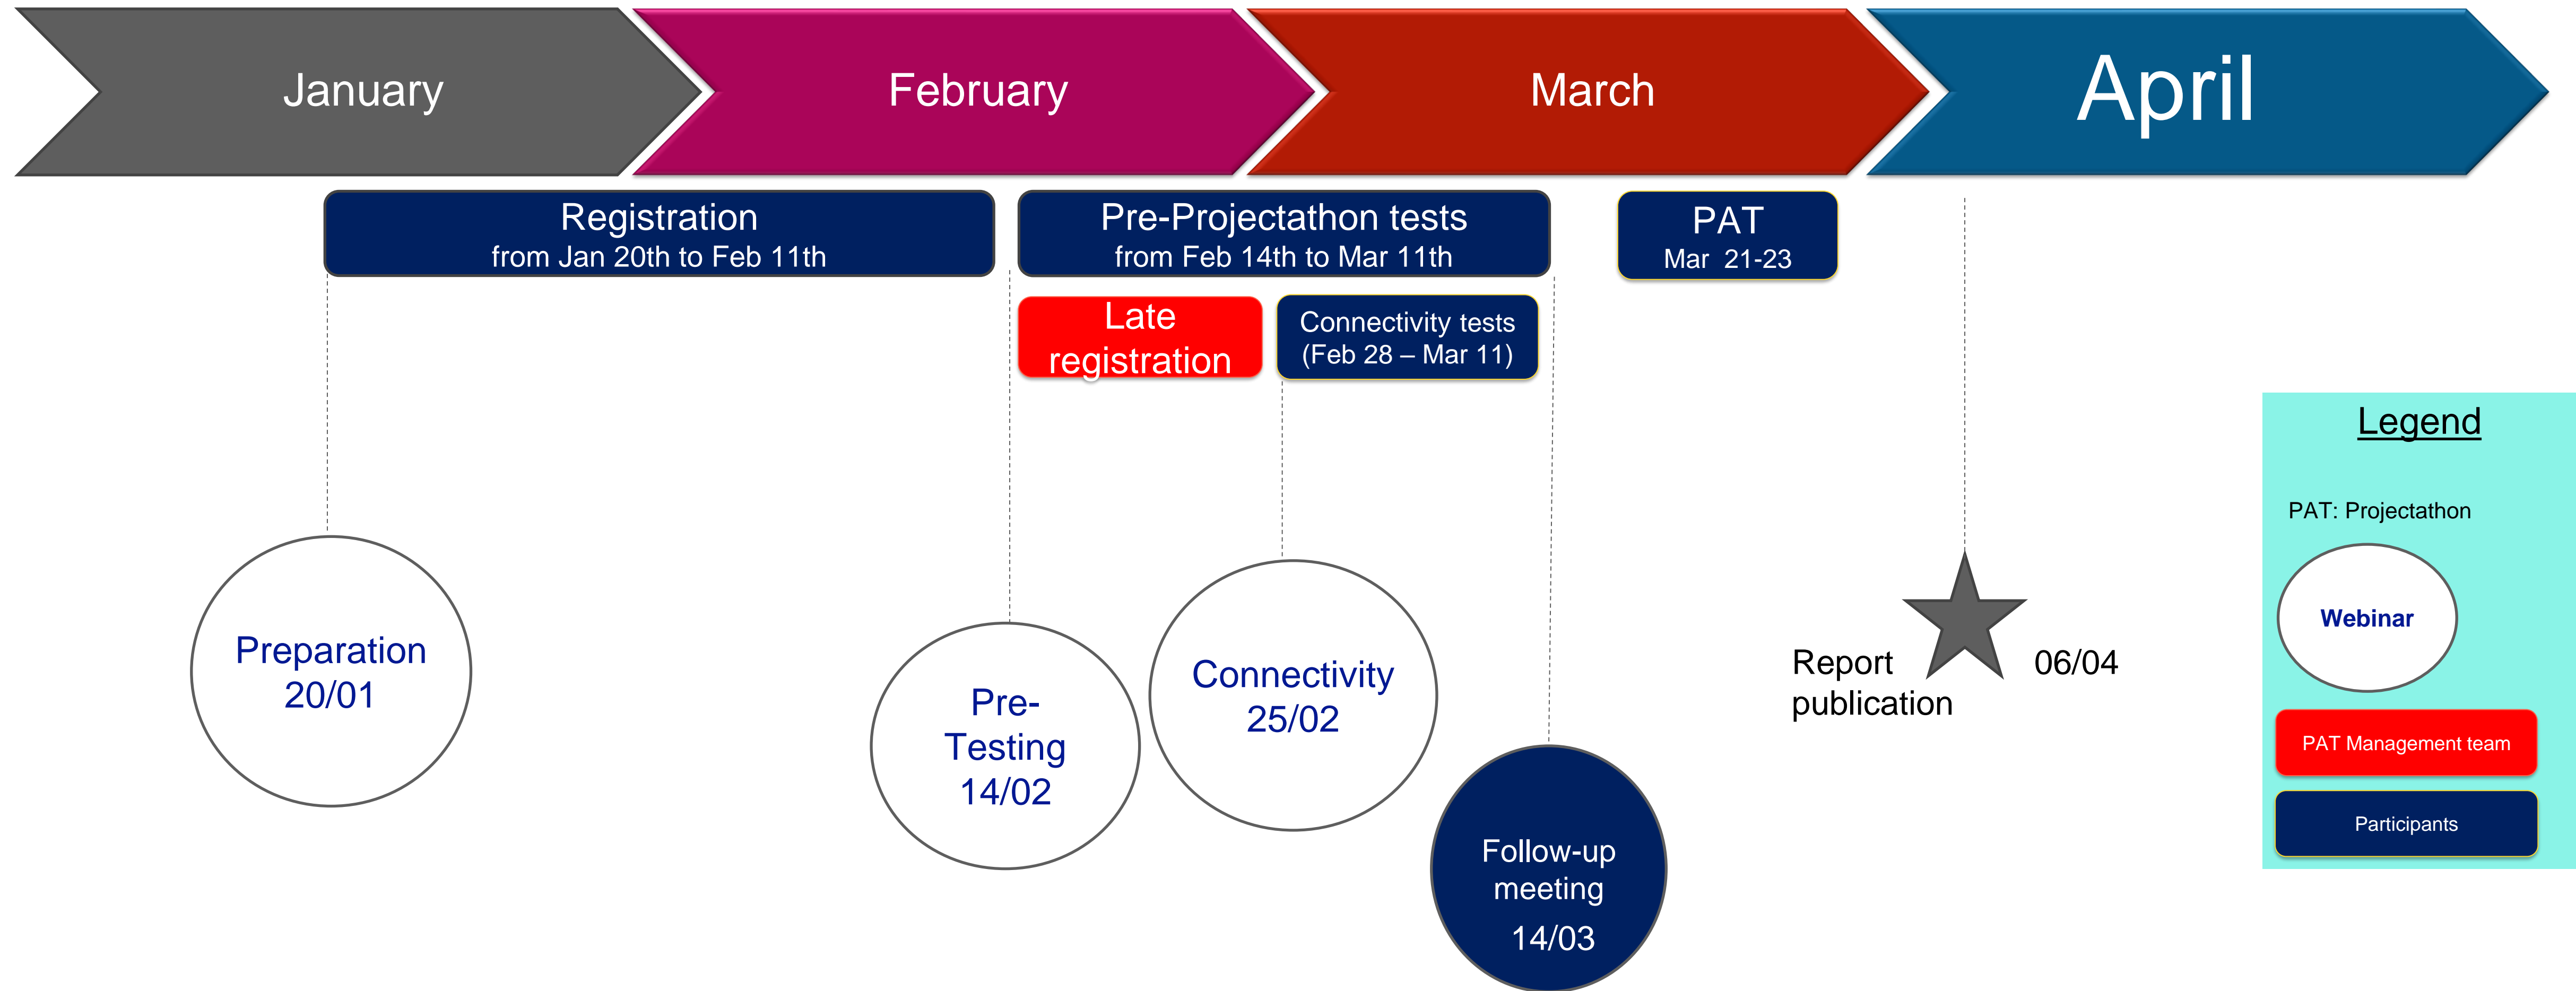 January
February
March
April
Registration
from Jan 20th to Feb 11th
Pre-Projectathon tests
from Feb 14th to Mar 11th
PAT
Mar 21-23
Late
registration
Connectivity tests
(Feb 28 – Mar 11)
Preparation
20/01
Pre-
Testing
14/02
Connectivity
25/02
Follow-up
meeting
14/03
Report
publication
06/04
Legend
PAT: Projectathon
Webinar
PAT Management team
Participants